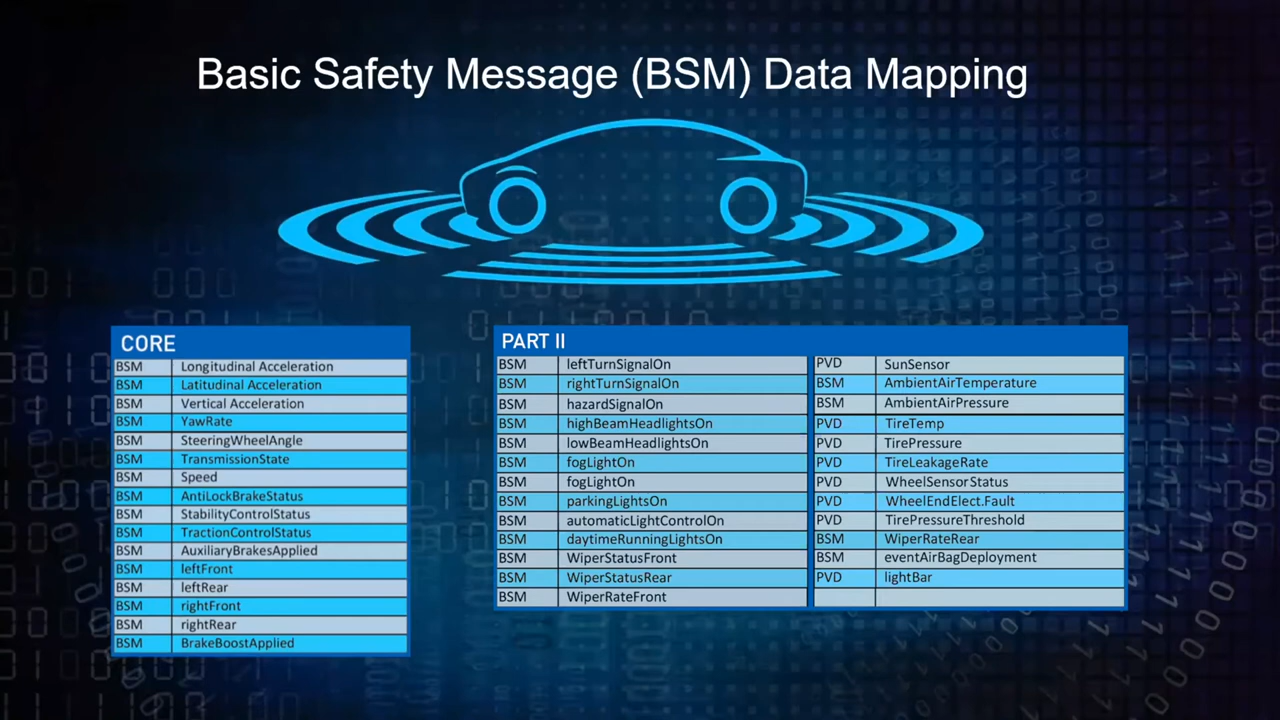 Basic Safety Message (BSM) Data Mapping
CORE
BSM Longitudinal Acceleration
BSM Latitudinal Acceleration
BSM Vertical Acceleration
BSM YawRate
BSM SteeringWheelAngle
BSM TransmissionState
BSM Speed
BSM AntiLockBrakeStatus
BSM StabilityControlStatus
BSM TractionControlStatus
BSM AuxiliaryBrakesApplied
BSM leftFront
BSM leftRear
BSM rightFront
BSM rightRear
BSM BrakeBoostApplied
PART II
BSM leftTurnSignalOn PVD SunSensor
BSM rightTurnSignalOn BSM AmbientAirTemperature
BSM hazardSignalOn BSM AmbientAirPressure
BSM highBeamHeadlightsOn PVD TireTemp
BSM lowBeamHeadlightsOn PVD TirePressure
BSM fogLightOn PVD TireLeakageRate
BSM fogLightOn PVD WheelSensorStatus
BSM parkingLightsOn PVD WheelEndElect.Fault
BSM automaticLightControlOn PVD TirePressureThreshold
BSM daytimeRunningLightsOn BSM WiperRateRear
BSM WiperStatusFront BSM eventAirBagDeployment
BSM WiperStatusRear PVD lightBar
BSM WiperRateFront